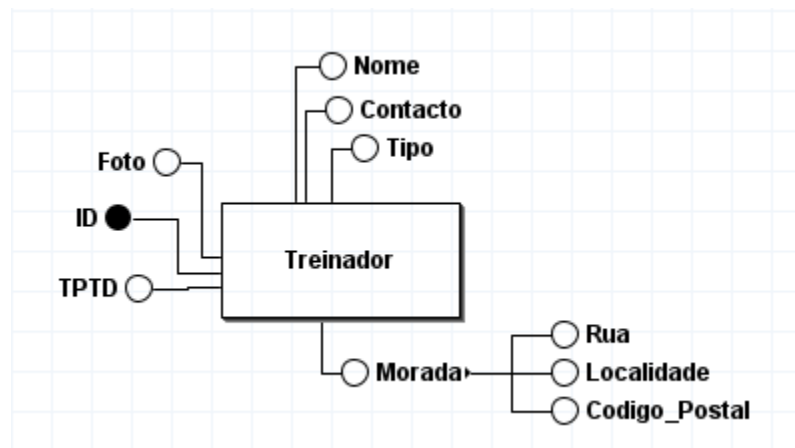 Nome
Contacto
Tipo
Foto
ID
TPTD
Treinador
Morada
Rua
Localidade
Codigo_Postal